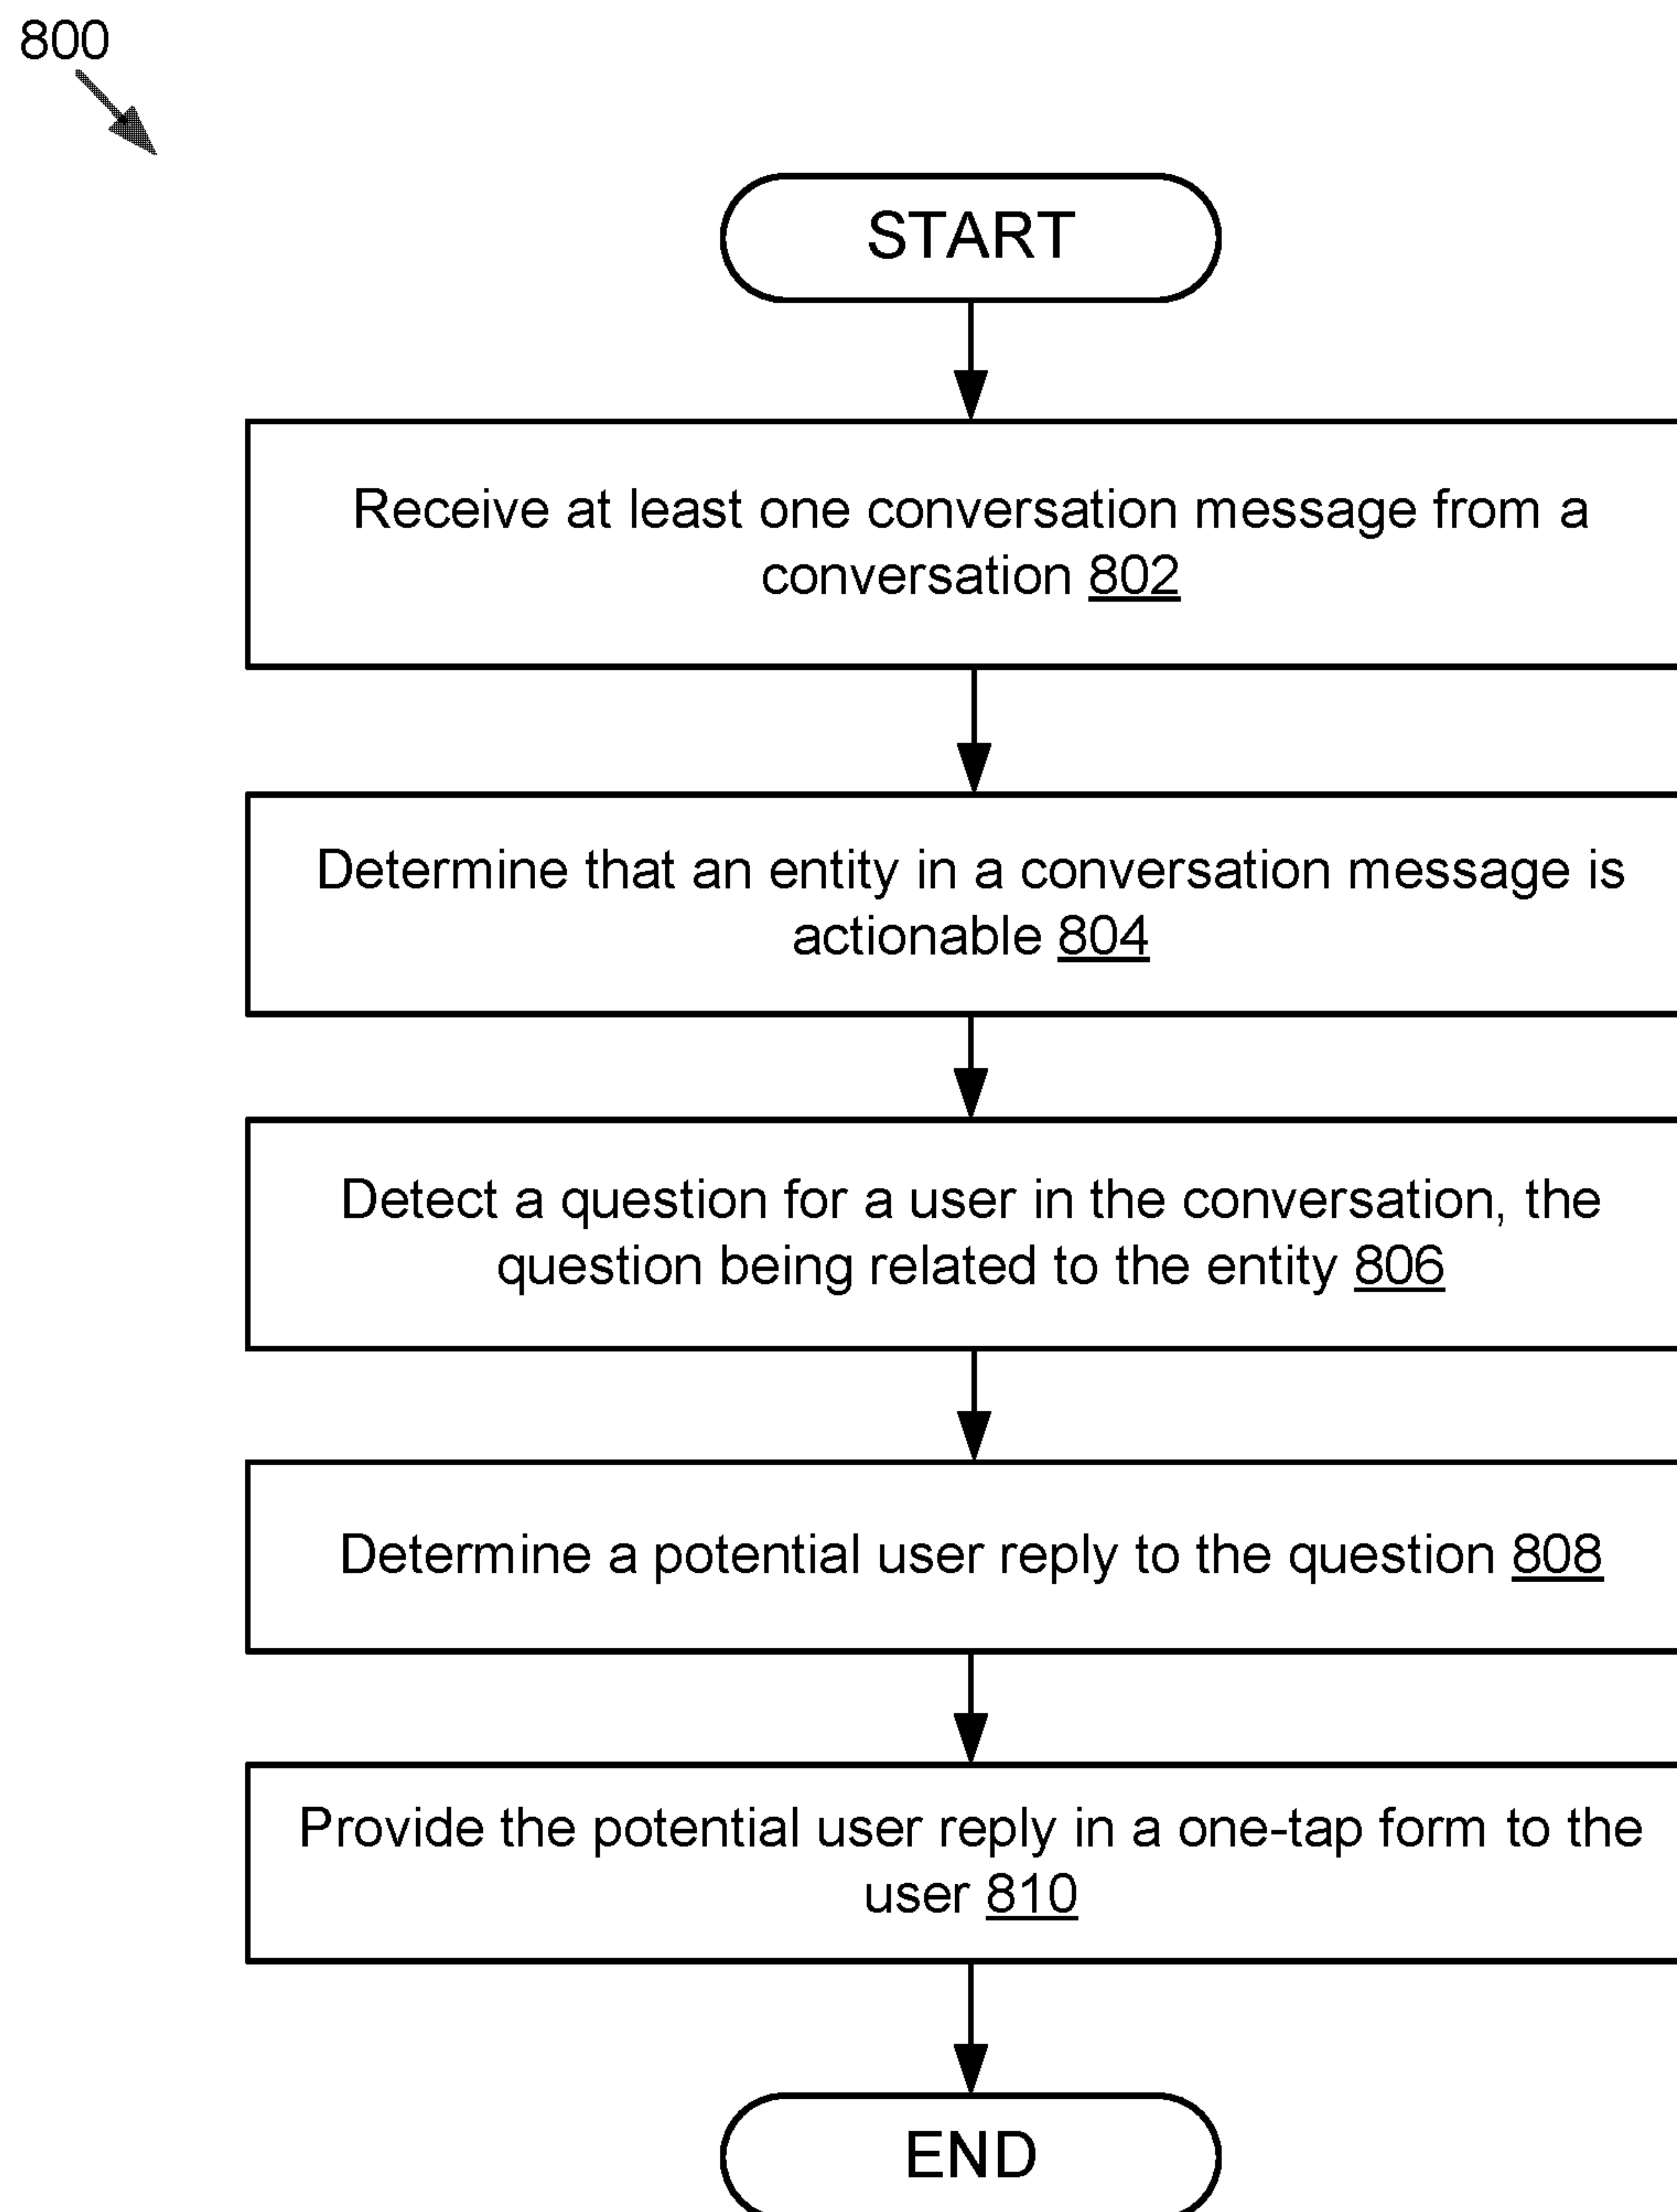 800
START
Receive at least one conversation message from a
conversation 802
Determine that an entity in a conversation message is
actionable 804
Detect a question for a user in the conversation, the
question being related to the entity 806
Determine a potential user reply to the question 808
Provide the potential user reply in a one-tap form to the
user 810
END